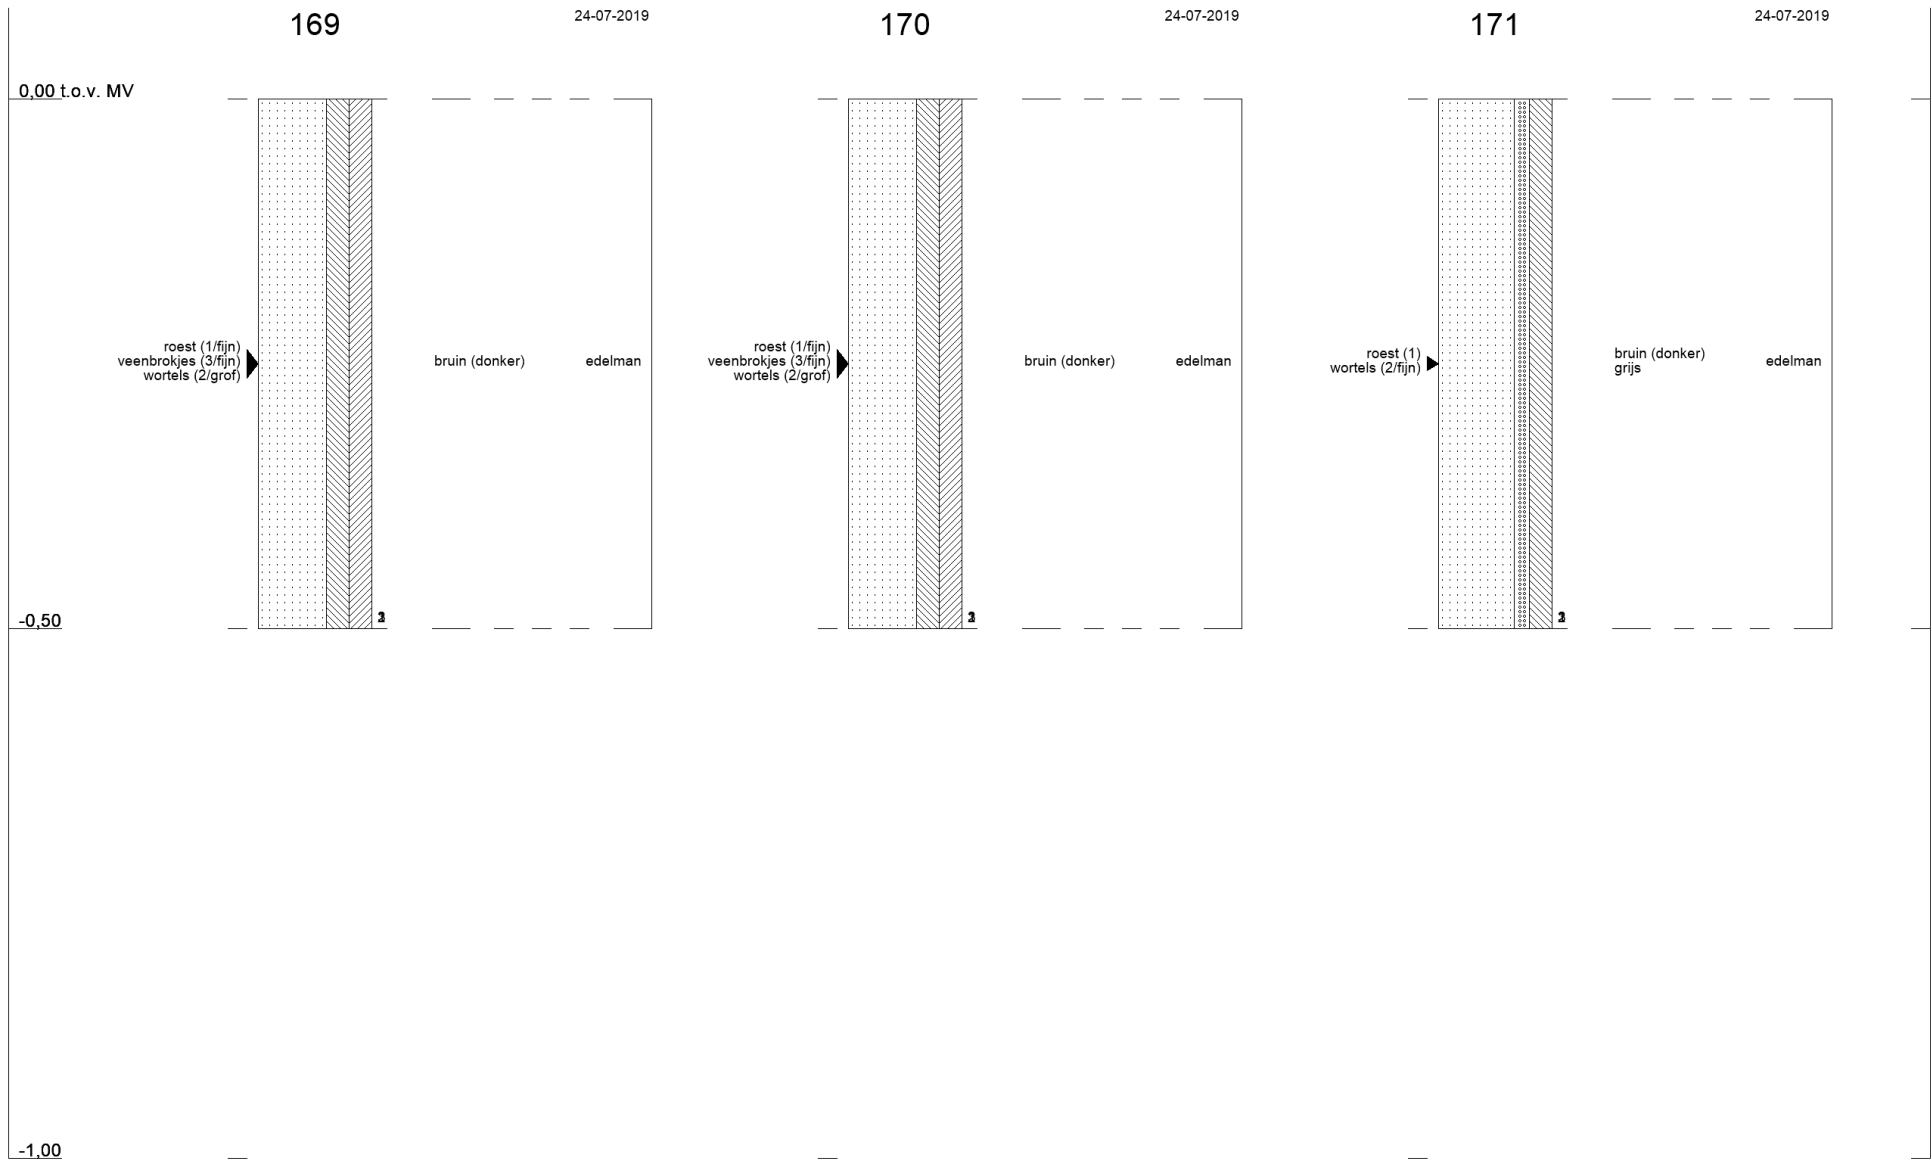 169
24-07-2019
170
24-07-2019
171
24-07-2019
0,00 t.o.v. MV
roest (1/fijn)
veenbrokjes (3/fijn)
wortels (2/grof)
bruin (donker)
edelman
roest (1/fijn)
veenbrokjes (3/fijn)
wortels (2/grof)
bruin (donker)
edelman
roest (1)
wortels (2/fijn)
bruin (donker)
grijs
edelman
-0,50
-1,00